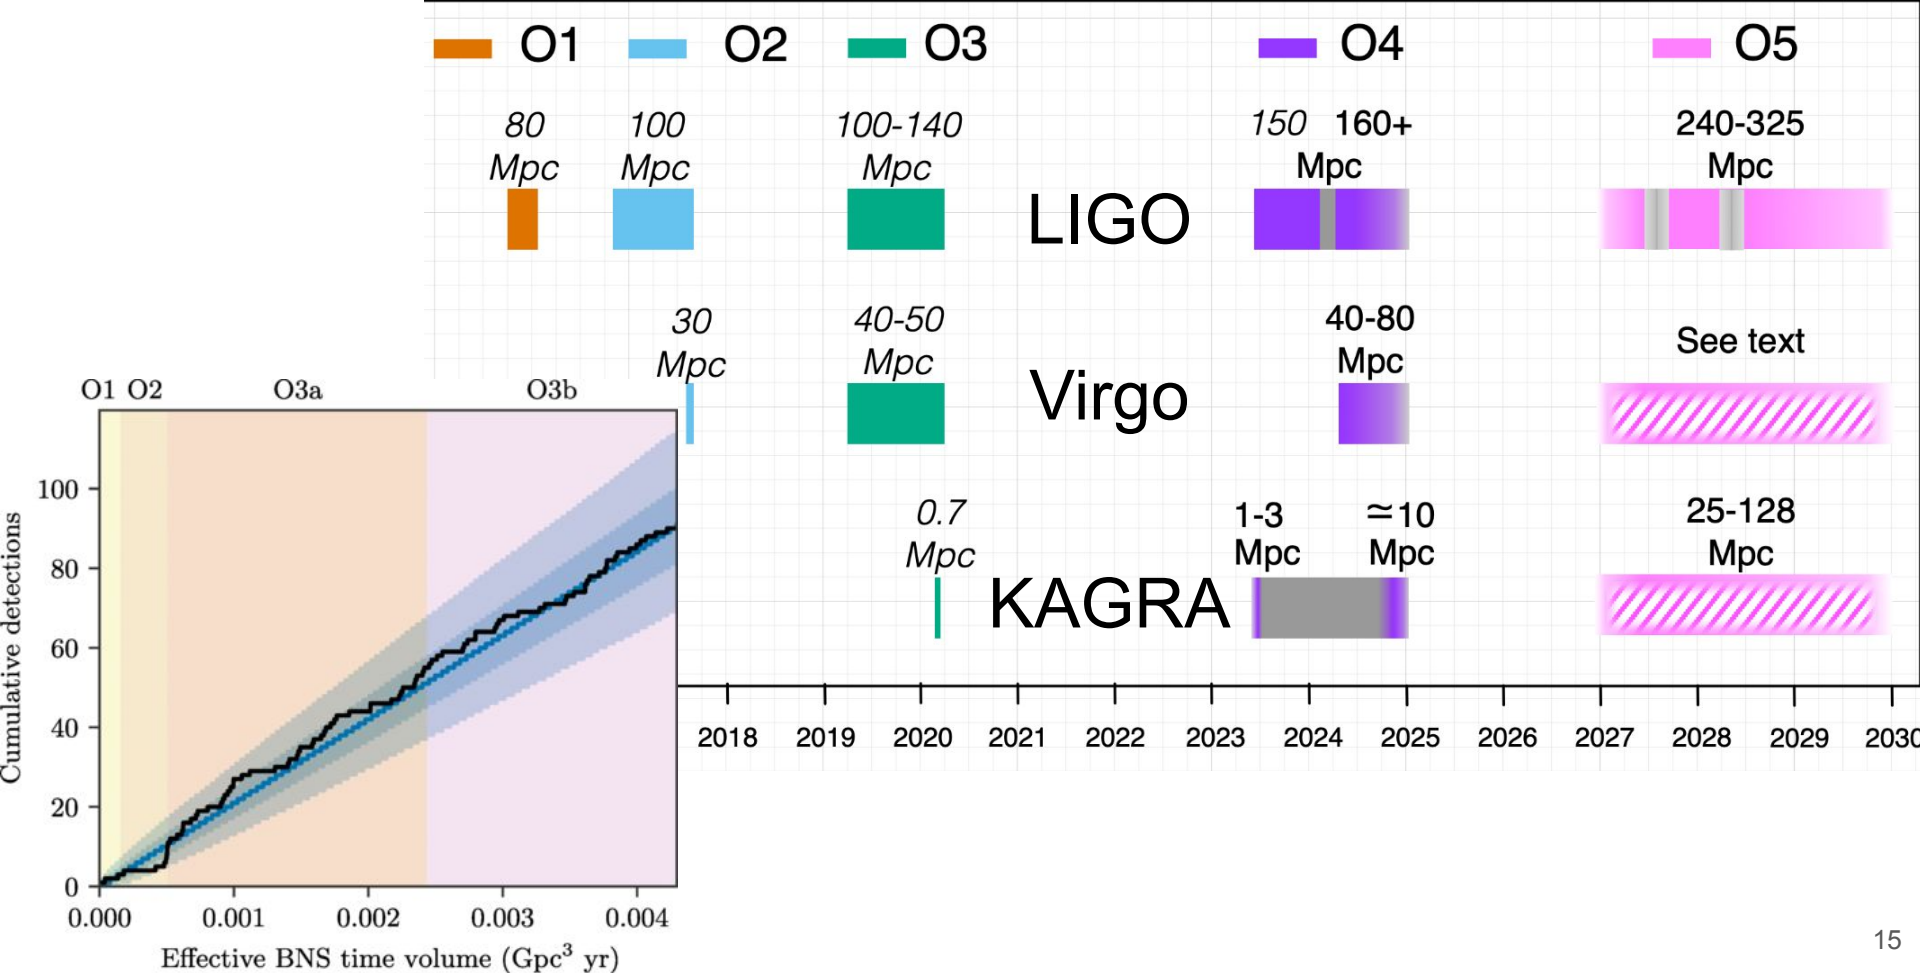 O1 O2 O3 O4 O5
80 100 100-140 150 160+ 240-325
Mpc Mpc Mpc Mpc Mpc
LIGO
30 40-50 40-80 See text
Mpc Mpc Mpc
Virgo
0.7 1-3 ≃10 25-128
Mpc Mpc Mpc Mpc
KAGRA
2018 2019 2020 2021 2022 2023 2024 2025 2026 2027 2028 2029 2030
O1 O2 O3a O3b
Cumulative detections
100
80
60
40
20
0
0.000 0.001 0.002 0.003 0.004
Effective BNS time volume (Gpc³ yr)
15